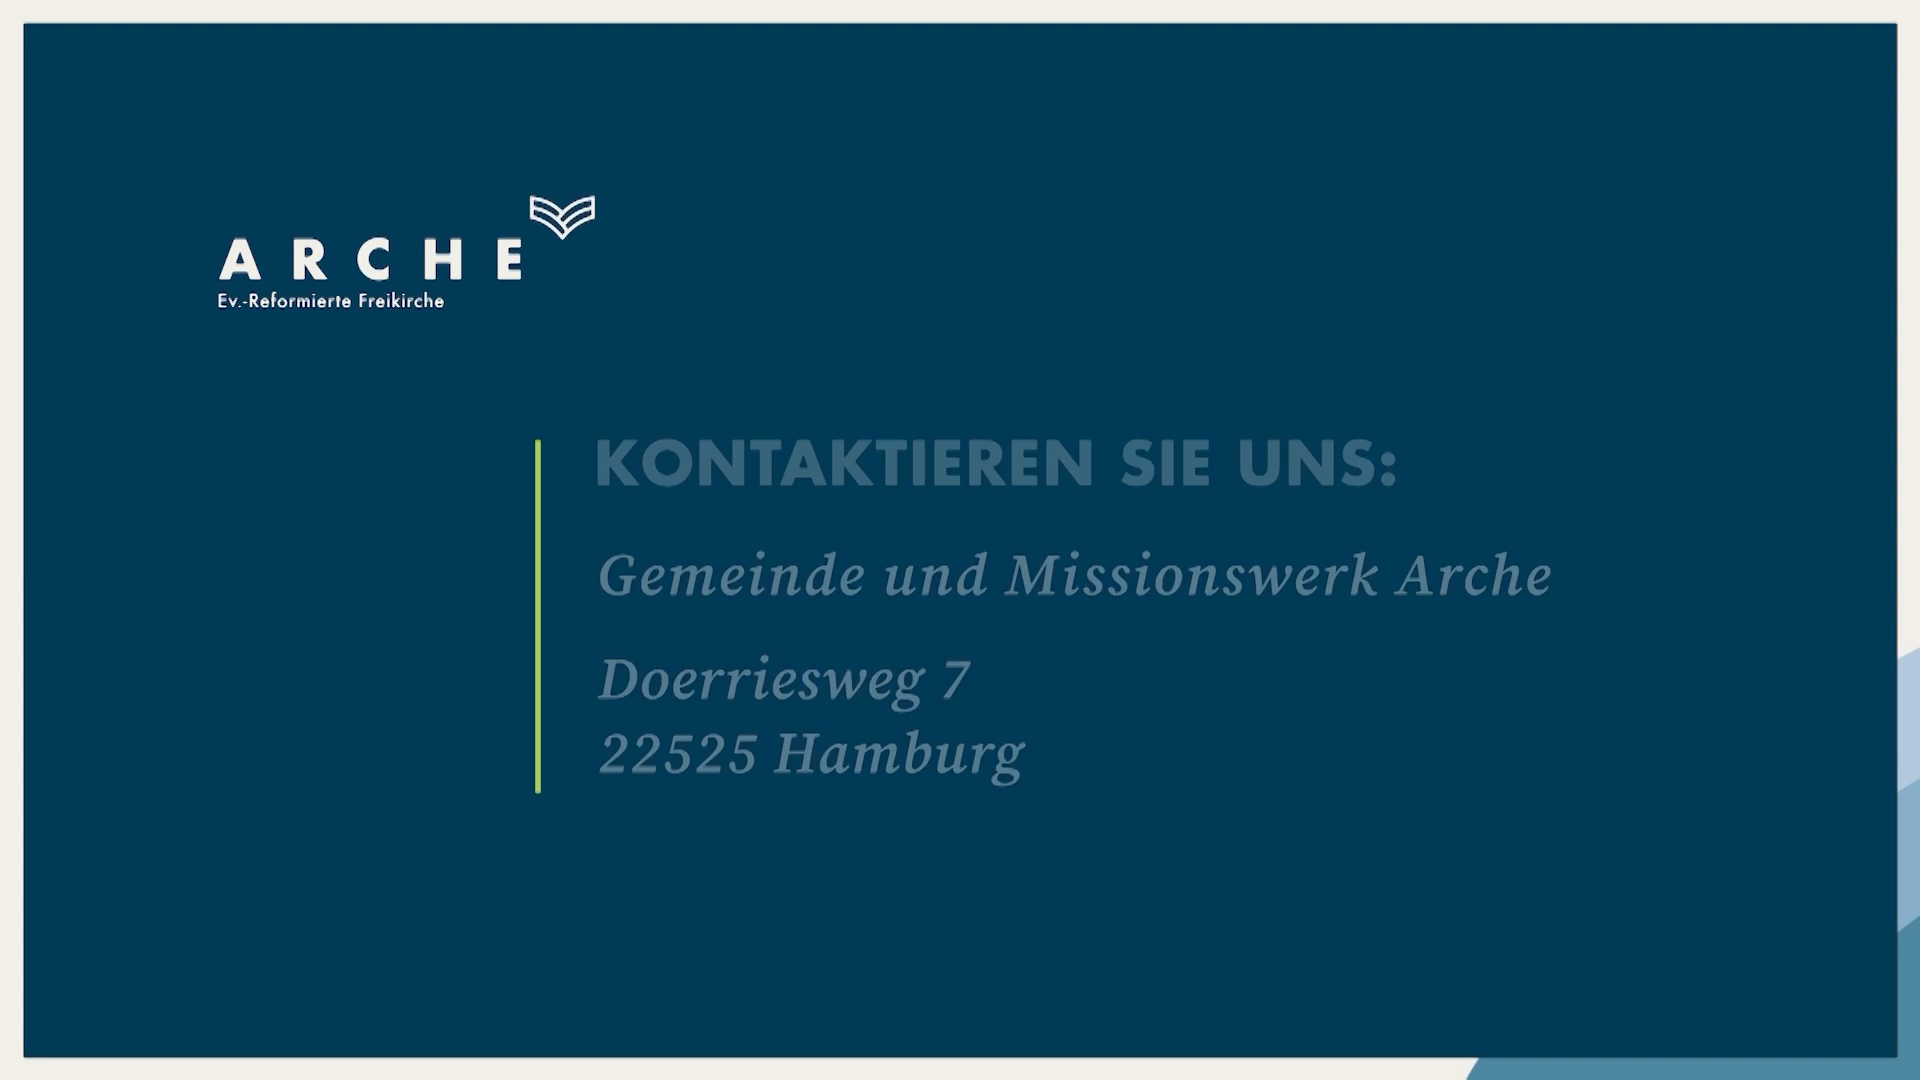 ARCHE
Ev.-Reformierte Freikirche
KONTAKTIEREN SIE UNS:
Gemeinde und Missionswerk Arche
Doerriesweg 7
22525 Hamburg